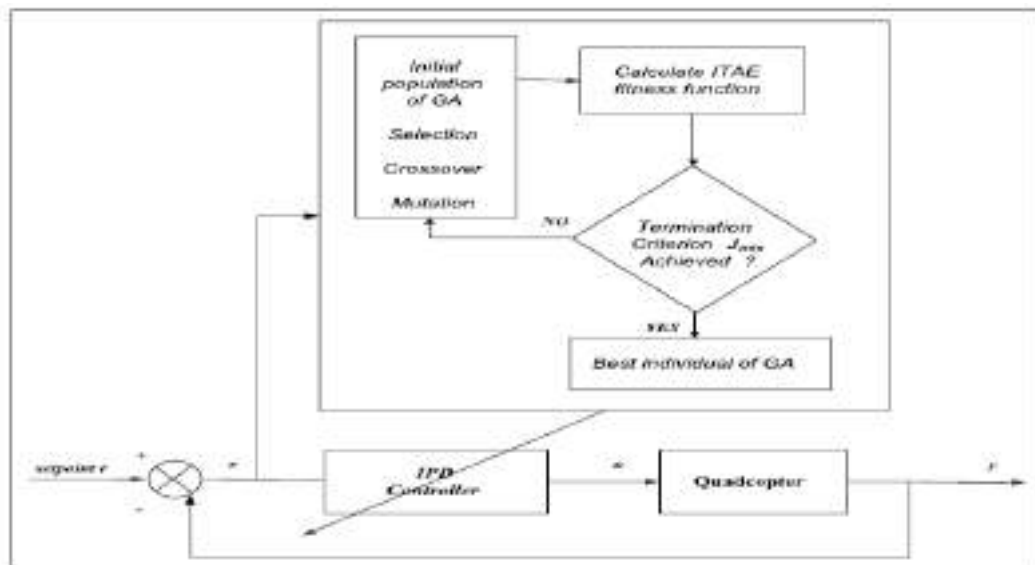 Initial
population
of GA
Selection
Crossover
Mutation
Calculate ITAE
fitness function
NO
Termination
Criterion J_min
Achieved ?
YES
Best Individual of GA
setpoint r
+
-
IPD
Controller
Quadcopter